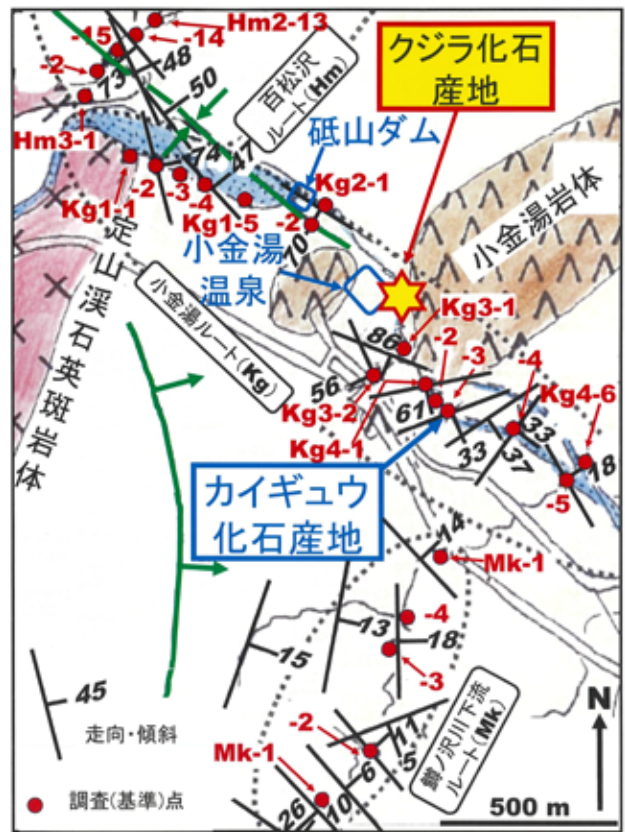 Hm2-13
-15
-14
-2
73
48
50
Hm3-1
百松沢
ルート(Hm)
クジラ化石
産地
砥山ダム
74
47
-2
-3
-4
Kg1-1
Kg1-5
Kg2-1
-2
70
小金湯
温泉
小金湯岩体
定山渓石英斑岩体
小金湯ルート(Kg)
Kg3-1
86
-2
-3
-4
56
Kg3-2
61
Kg4-1
Kg4-6
33
33
37
18
-5
カイギュウ
化石産地
14
Mk-1
-4
13
18
15
-3
45
走向・傾斜
鱒ノ沢川下流
ルート(Mk)
N
-2
11
5
6
Mk-1
10
26
調査(基準)点
500 m